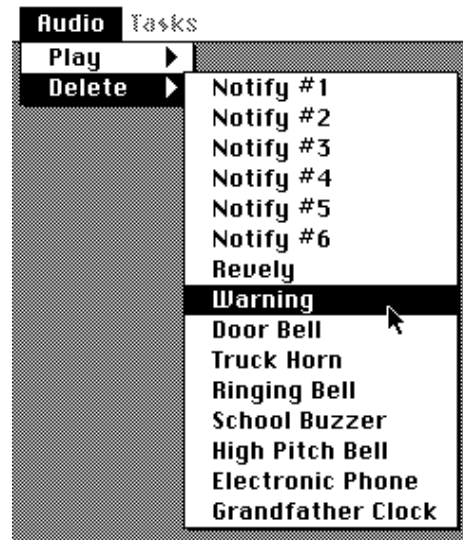 Audio Tasks
Play
Delete
Notify #1
Notify #2
Notify #3
Notify #4
Notify #5
Notify #6
Revely
Warning
Door Bell
Truck Horn
Ringing Bell
School Buzzer
High Pitch Bell
Electronic Phone
Grandfather Clock